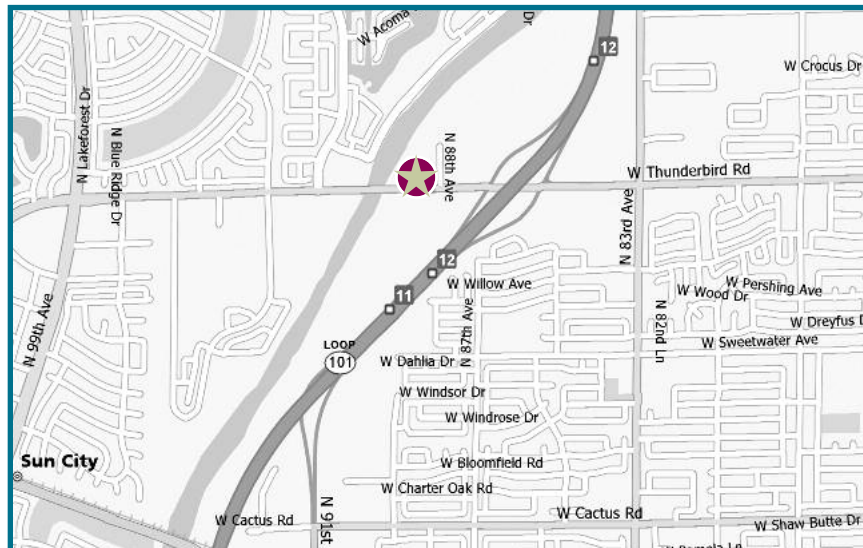 W Acoma
Dr
12
W Crocus Dr
N Lakeforest Dr
N Blue Ridge Dr
N 88th Ave
W Thunderbird Rd
N 83rd Ave
12
W Willow Ave
W Pershing Ave
W Wood Dr
11
N 99th Ave
N 87th Ave
N 82nd Ln
W Dreyfus D
W Sweetwater Ave
LOOP
101
W Dahlia Dr
W Windsor Dr
W Windrose Dr
Sun City
W Bloomfield Rd
W Charter Oak Rd
N 91st
W Cactus Rd
W Cactus Rd
W Shaw Butte Dr